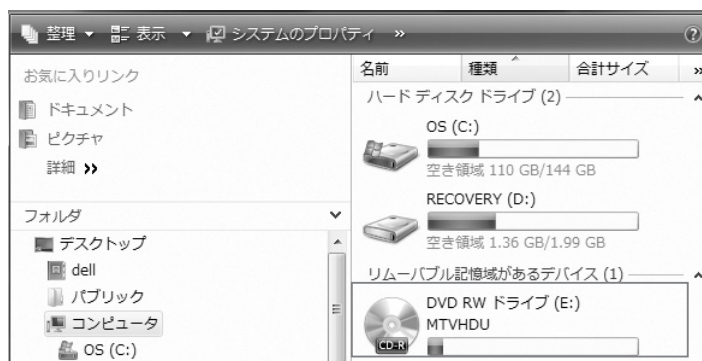 整理 表示 システムのプロパティ »
お気に入りリンク
ドキュメント
ピクチャ
詳細 »
フォルダ
デスクトップ
dell
パブリック
コンピュータ
OS (C:)
名前 種類 合計サイズ »
ハード ディスク ドライブ (2)
OS (C:)
空き領域 110 GB/144 GB
RECOVERY (D:)
空き領域 1.36 GB/1.99 GB
リムーバブル記憶域があるデバイス (1)
DVD RW ドライブ (E:)
MTVHDU
CD-R